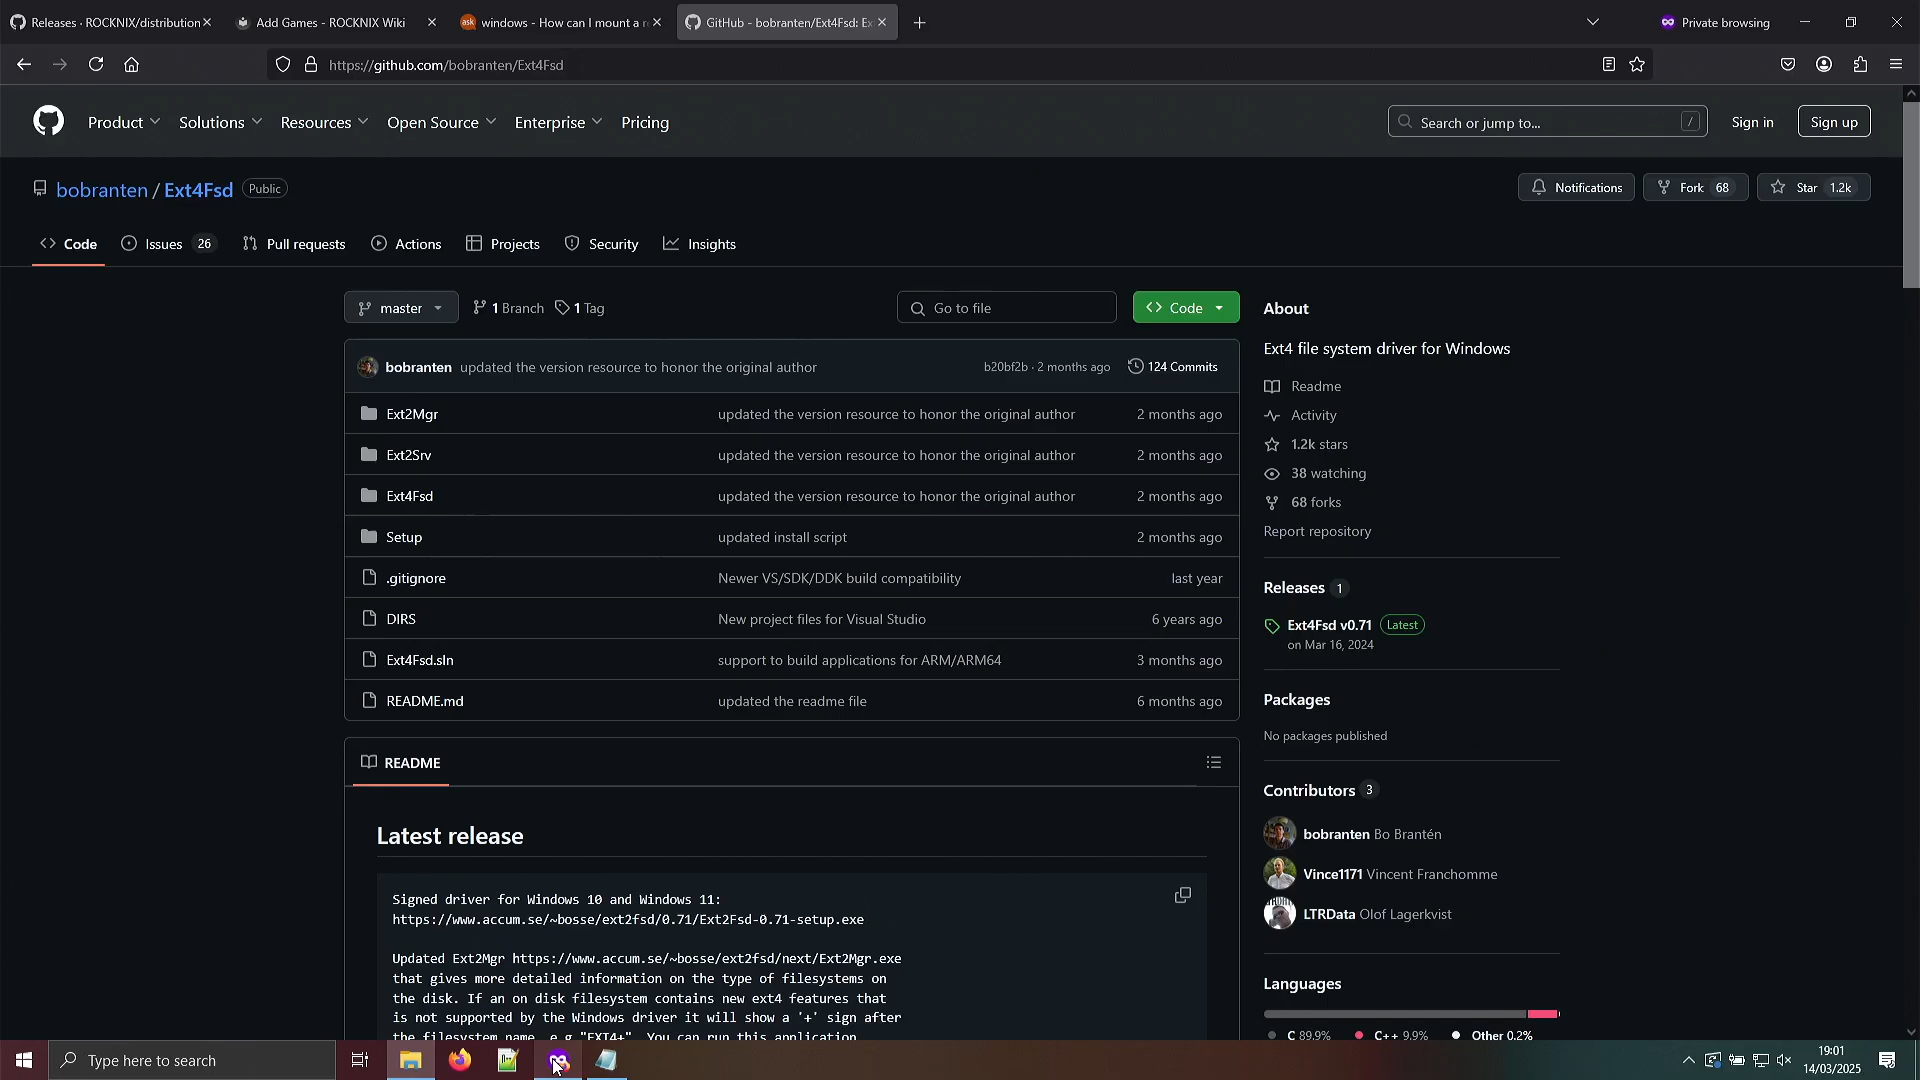 Releases · ROCKNIX/distribution
Add Games - ROCKNIX Wiki
windows - How can I mount a r
GitHub - bobranten/Ext4Fsd: Ex
Private browsing
https://github.com/bobranten/Ext4Fsd
Product
Solutions
Resources
Open Source
Enterprise
Pricing
Search or jump to...
/
Sign in
Sign up
bobranten / Ext4Fsd
Public
Notifications
Fork 68
Star 1.2k
Code
Issues 26
Pull requests
Actions
Projects
Security
Insights
master
1 Branch
1 Tag
Go to file
Code
bobranten updated the version resource to honor the original author
b20bf2b · 2 months ago
124 Commits
Ext2Mgr updated the version resource to honor the original author 2 months ago
Ext2Srv updated the version resource to honor the original author 2 months ago
Ext4Fsd updated the version resource to honor the original author 2 months ago
Setup updated install script 2 months ago
.gitignore Newer VS/SDK/DDK build compatibility last year
DIRS New project files for Visual Studio 6 years ago
Ext4Fsd.sln support to build applications for ARM/ARM64 3 months ago
README.md updated the readme file 6 months ago
README
Latest release
Signed driver for Windows 10 and Windows 11:
https://www.accum.se/~bosse/ext2fsd/0.71/Ext2Fsd-0.71-setup.exe
Updated Ext2Mgr https://www.accum.se/~bosse/ext2fsd/next/Ext2Mgr.exe
that gives more detailed information on the type of filesystems on
the disk. If an on disk filesystem contains new ext4 features that
is not supported by the Windows driver it will show a '+' sign after
the filesystem name, e.g "EXT4+". You can run this application
About
Ext4 file system driver for Windows
Readme
Activity
1.2k stars
38 watching
68 forks
Report repository
Releases 1
Ext4Fsd v0.71 Latest
on Mar 16, 2024
Packages
No packages published
Contributors 3
bobranten Bo Brantén
Vince1171 Vincent Franchomme
LTRData Olof Lagerkvist
Languages
C 89.9%
C++ 9.9%
Other 0.2%
Type here to search
19:01
14/03/2025